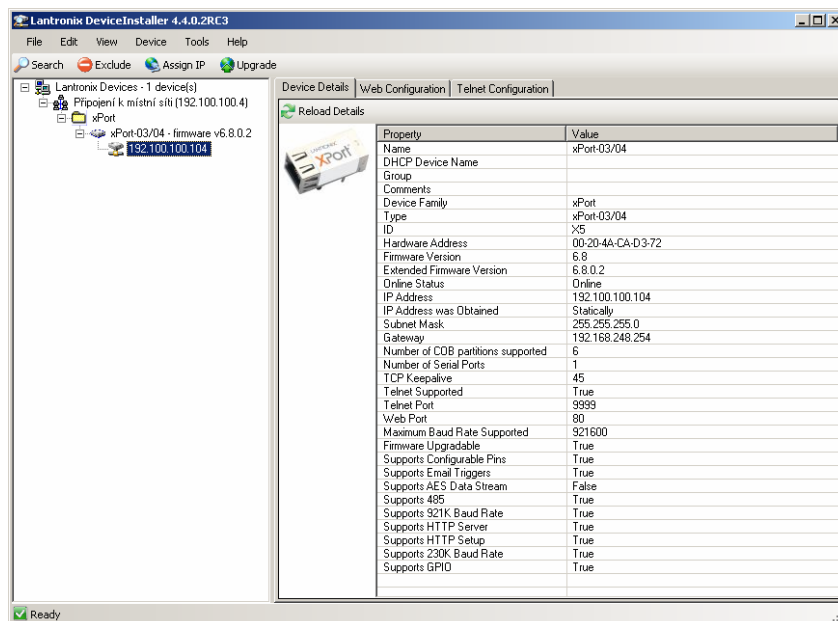 Lantronix DeviceInstaller 4.4.0.2RC3
File Edit View Device Tools Help
Search Exclude Assign IP Upgrade
Lantronix Devices - 1 device(s)
Připojení k místní síti (192.100.100.4)
xPort
xPort-03/04 - firmware v6.8.0.2
192.100.100.104
Device Details Web Configuration Telnet Configuration
Reload Details
LANTRONIX
XPort
Property Value
Name xPort-03/04
DHCP Device Name
Group
Comments
Device Family xPort
Type xPort-03/04
ID X5
Hardware Address 00-20-4A-CA-D3-72
Firmware Version 6.8
Extended Firmware Version 6.8.0.2
Online Status Online
IP Address 192.100.100.104
IP Address was Obtained Statically
Subnet Mask 255.255.255.0
Gateway 192.168.248.254
Number of COB partitions supported 6
Number of Serial Ports 1
TCP Keepalive 45
Telnet Supported True
Telnet Port 9999
Web Port 80
Maximum Baud Rate Supported 921600
Firmware Upgradable True
Supports Configurable Pins True
Supports Email Triggers True
Supports AES Data Stream False
Supports 485 True
Supports 921K Baud Rate True
Supports HTTP Server True
Supports HTTP Setup True
Supports 230K Baud Rate True
Supports GPIO True
Ready